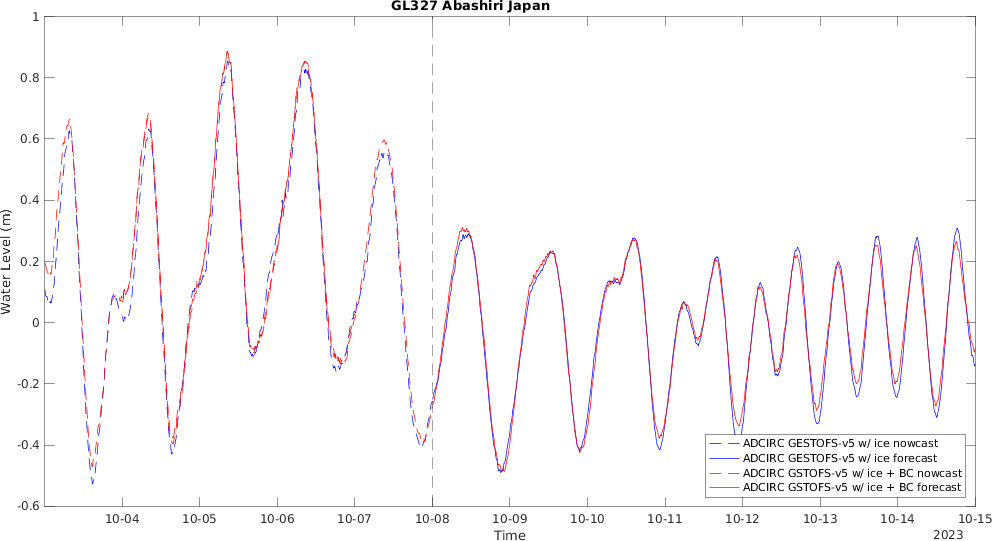 GL327 Abashiri Japan
Water Level (m)
1
0.8
0.6
0.4
0.2
0
-0.2
-0.4
-0.6
ADCIRC GESTOFS-v5 w/ ice nowcast
ADCIRC GESTOFS-v5 w/ ice forecast
ADCIRC GSTOFS-v5 w/ ice + BC nowcast
ADCIRC GSTOFS-v5 w/ ice + BC forecast
10-04 10-05 10-06 10-07 10-08 10-09 10-10 10-11 10-12 10-13 10-14 10-15
Time
2023